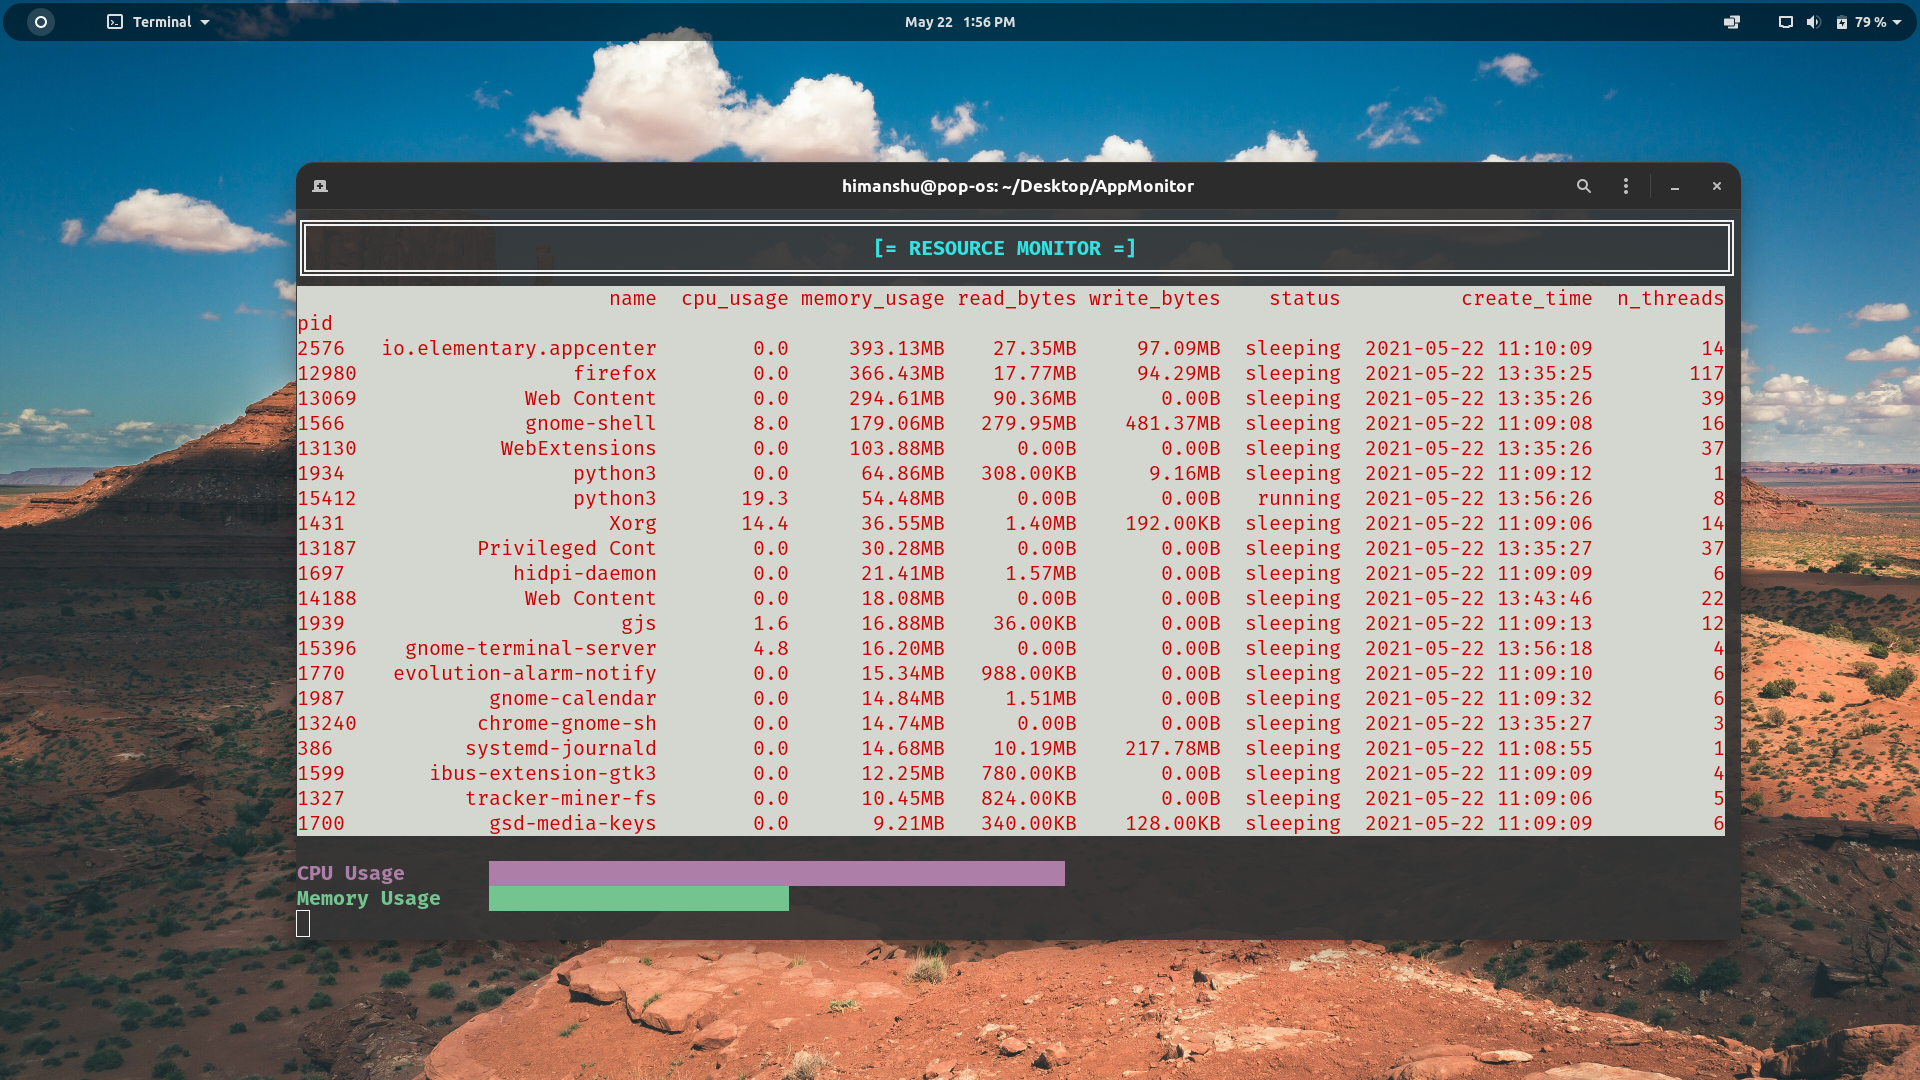 Terminal May 22 1:56 PM 79 %
himanshu@pop-os: ~/Desktop/AppMonitor
[= RESOURCE MONITOR =]
name cpu_usage memory_usage read_bytes write_bytes status create_time n_threads
pid
2576 io.elementary.appcenter 0.0 393.13MB 27.35MB 97.09MB sleeping 2021-05-22 11:10:09 14
12980 firefox 0.0 366.43MB 17.77MB 94.29MB sleeping 2021-05-22 13:35:25 117
13069 Web Content 0.0 294.61MB 90.36MB 0.00B sleeping 2021-05-22 13:35:26 39
1566 gnome-shell 8.0 179.06MB 279.95MB 481.37MB sleeping 2021-05-22 11:09:08 16
13130 WebExtensions 0.0 103.88MB 0.00B 0.00B sleeping 2021-05-22 13:35:26 37
1934 python3 0.0 64.86MB 308.00KB 9.16MB sleeping 2021-05-22 11:09:12 1
15412 python3 19.3 54.48MB 0.00B 0.00B running 2021-05-22 13:56:26 8
1431 Xorg 14.4 36.55MB 1.40MB 192.00KB sleeping 2021-05-22 11:09:06 14
13187 Privileged Cont 0.0 30.28MB 0.00B 0.00B sleeping 2021-05-22 13:35:27 37
1697 hidpi-daemon 0.0 21.41MB 1.57MB 0.00B sleeping 2021-05-22 11:09:09 6
14188 Web Content 0.0 18.08MB 0.00B 0.00B sleeping 2021-05-22 13:43:46 22
1939 gjs 1.6 16.88MB 36.00KB 0.00B sleeping 2021-05-22 11:09:13 12
15396 gnome-terminal-server 4.8 16.20MB 0.00B 0.00B sleeping 2021-05-22 13:56:18 4
1770 evolution-alarm-notify 0.0 15.34MB 988.00KB 0.00B sleeping 2021-05-22 11:09:10 6
1987 gnome-calendar 0.0 14.84MB 1.51MB 0.00B sleeping 2021-05-22 11:09:32 6
13240 chrome-gnome-sh 0.0 14.74MB 0.00B 0.00B sleeping 2021-05-22 13:35:27 3
386 systemd-journald 0.0 14.68MB 10.19MB 217.78MB sleeping 2021-05-22 11:08:55 1
1599 ibus-extension-gtk3 0.0 12.25MB 780.00KB 0.00B sleeping 2021-05-22 11:09:09 4
1327 tracker-miner-fs 0.0 10.45MB 824.00KB 0.00B sleeping 2021-05-22 11:09:06 5
1700 gsd-media-keys 0.0 9.21MB 340.00KB 128.00KB sleeping 2021-05-22 11:09:09 6
CPU Usage
Memory Usage